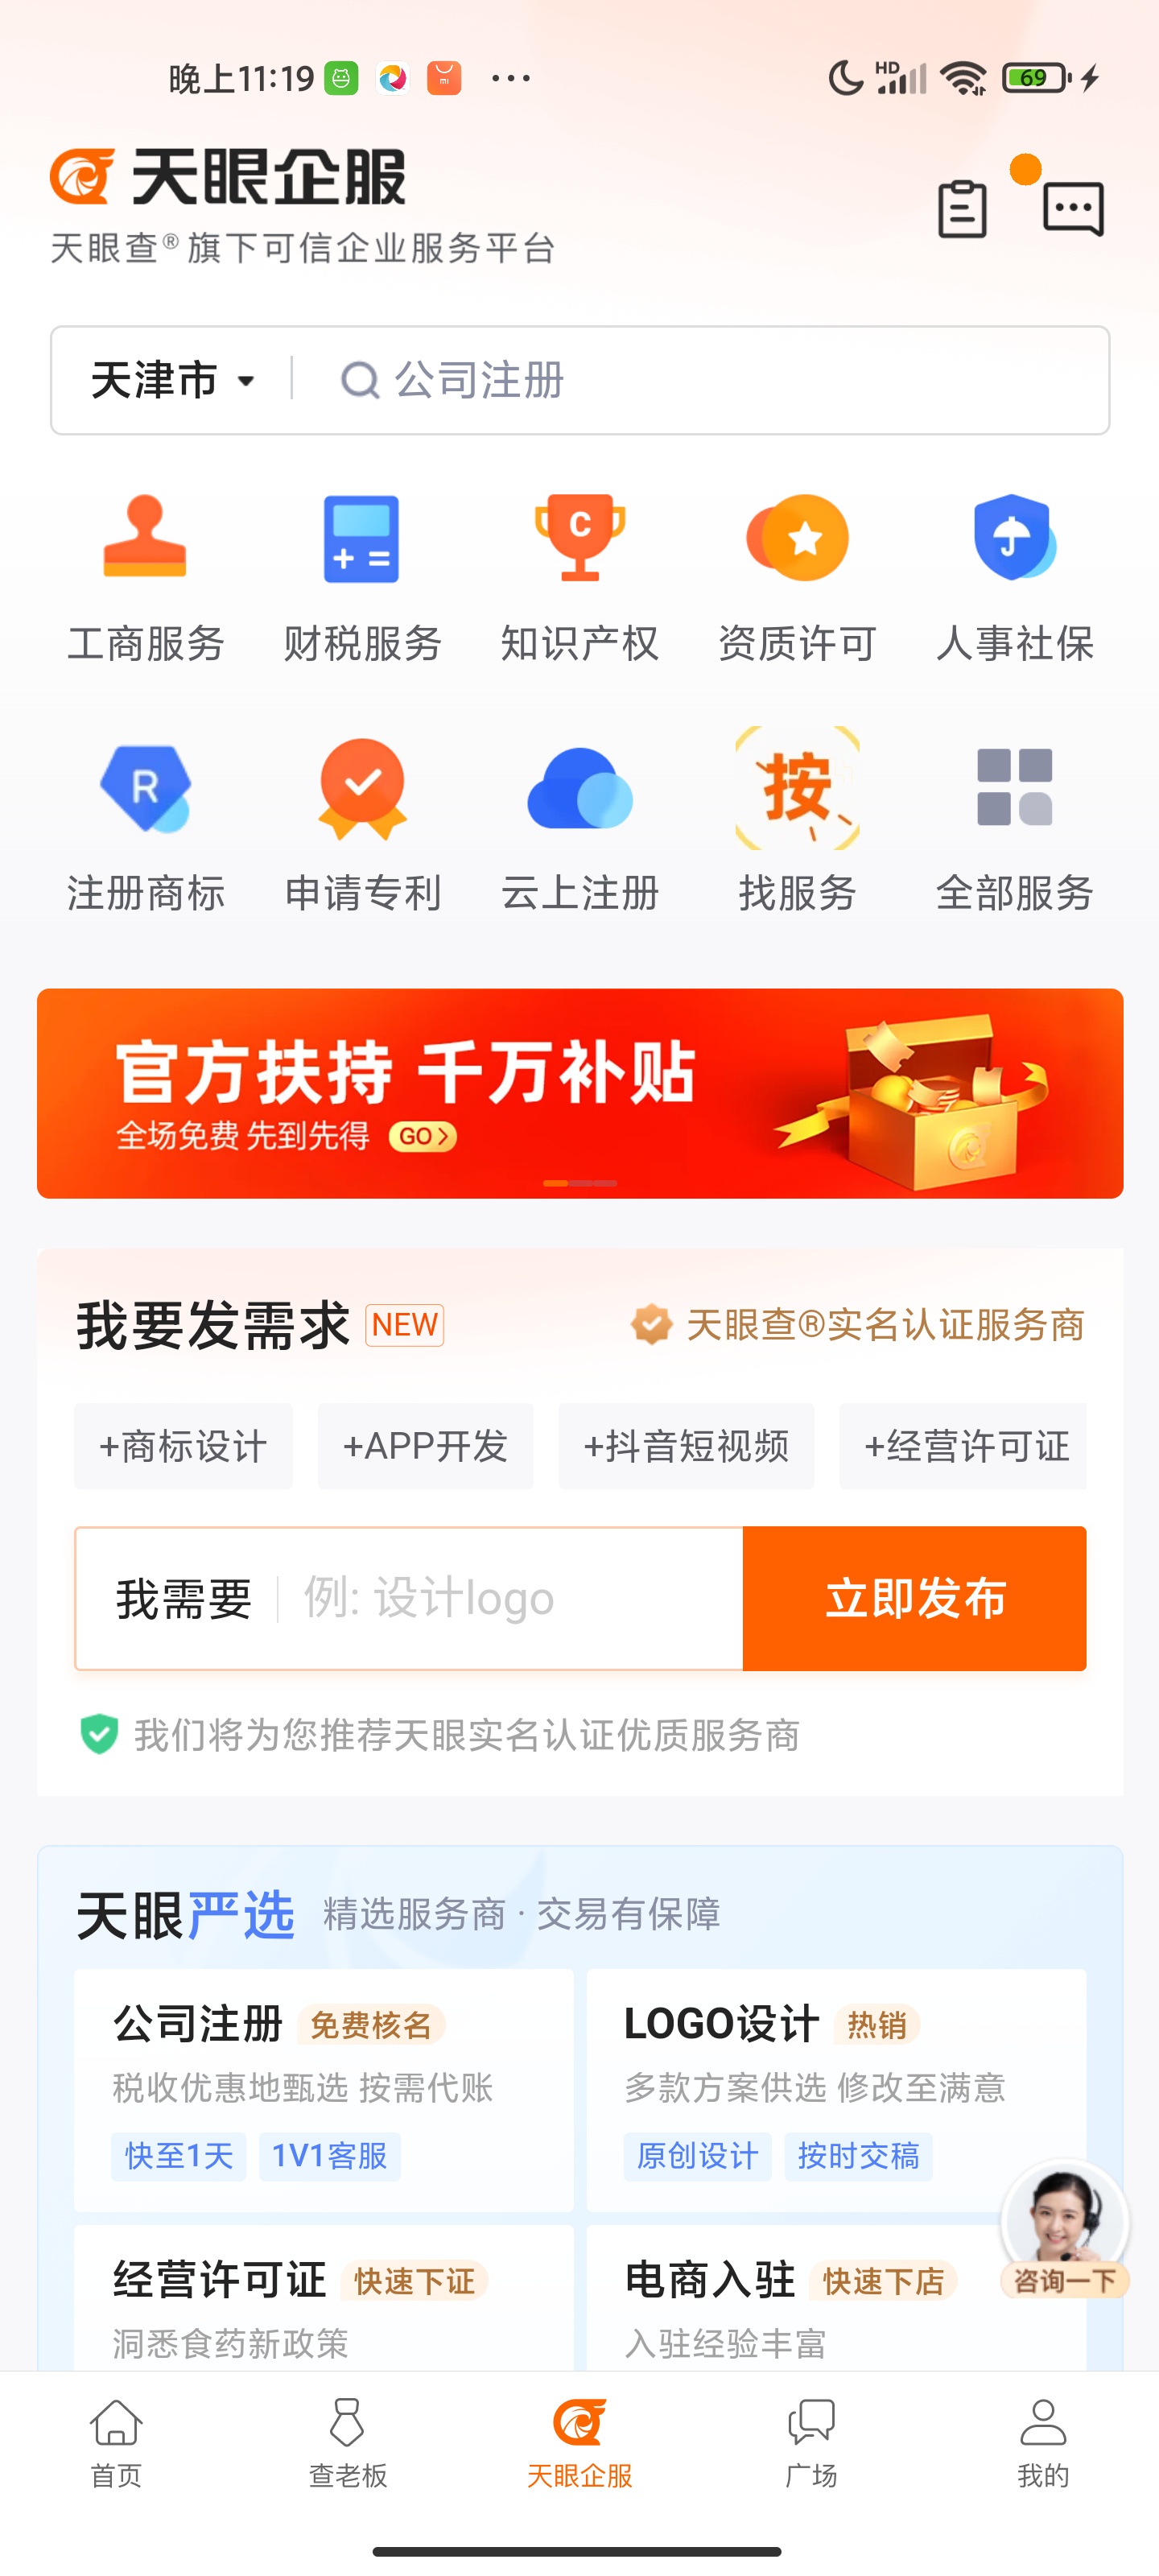 晚上11:19
HD
69
天眼企服
天眼查®旗下可信企业服务平台
天津市
公司注册
工商服务
财税服务
知识产权
资质许可
人事社保
注册商标
申请专利
云上注册
按
找服务
全部服务
官方扶持 千万补贴
全场免费 先到先得 GO
我要发需求 NEW
天眼查®实名认证服务商
+商标设计
+APP开发
+抖音短视频
+经营许可证
我需要 例: 设计logo
立即发布
我们将为您推荐天眼实名认证优质服务商
天眼严选 精选服务商 · 交易有保障
公司注册 免费核名
税收优惠地甄选 按需代账
快至1天 1V1客服
LOGO设计 热销
多款方案供选 修改至满意
原创设计 按时交稿
经营许可证 快速下证
洞悉食药新政策
电商入驻 快速下店
入驻经验丰富
咨询一下
首页
查老板
天眼企服
广场
我的